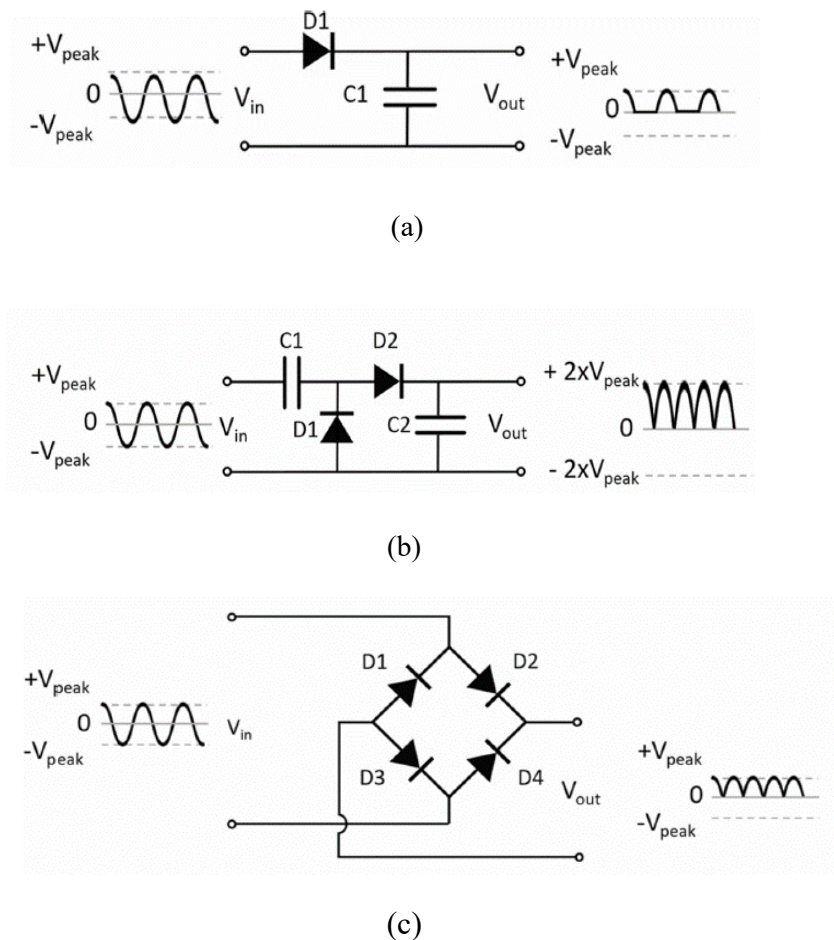 D1
+Vpeak
0
-Vpeak
Vin
C1
Vout
+Vpeak
0
-Vpeak
(a)
C1
D2
+Vpeak
0
-Vpeak
Vin
D1
C2
Vout
+ 2xVpeak
0
- 2xVpeak
(b)
D1
D2
+Vpeak
0
-Vpeak
Vin
D3
D4
Vout
+Vpeak
0
-Vpeak
(c)